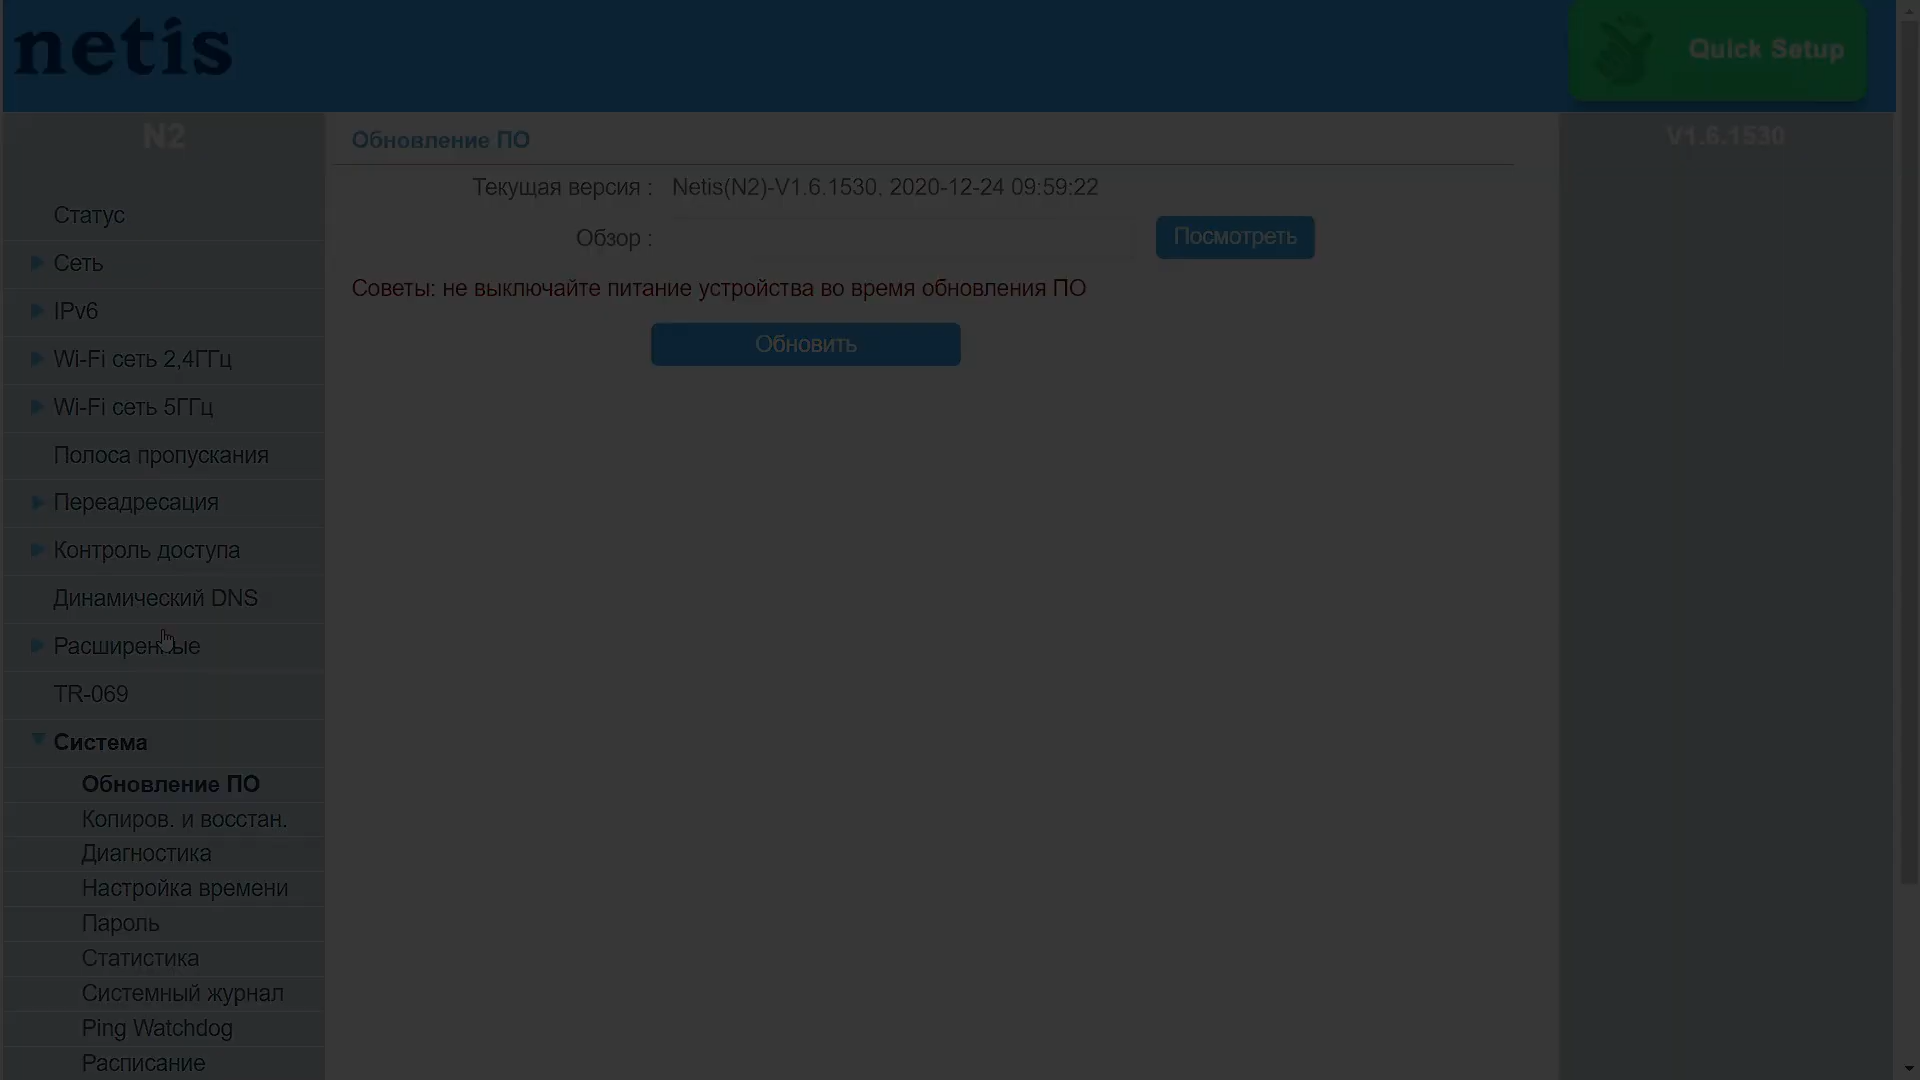 netis
Quick Setup
N2
V1.6.1530
Обновление ПО
Текущая версия : Netis(N2)-V1.6.1530. 2020-12-24 09:59:22
Обзор :
Посмотреть
Советы: не выключайте питание устройства во время обновления ПО
Обновить
Статус
Сеть
IPv6
Wi-Fi сеть 2,4ГГц
Wi-Fi сеть 5ГГц
Полоса пропускания
Переадресация
Контроль доступа
Динамический DNS
Расширенные
TR-069
Система
Обновление ПО
Копиров. и восстан.
Диагностика
Настройка времени
Пароль
Статистика
Системный журнал
Ping Watchdog
Расписание